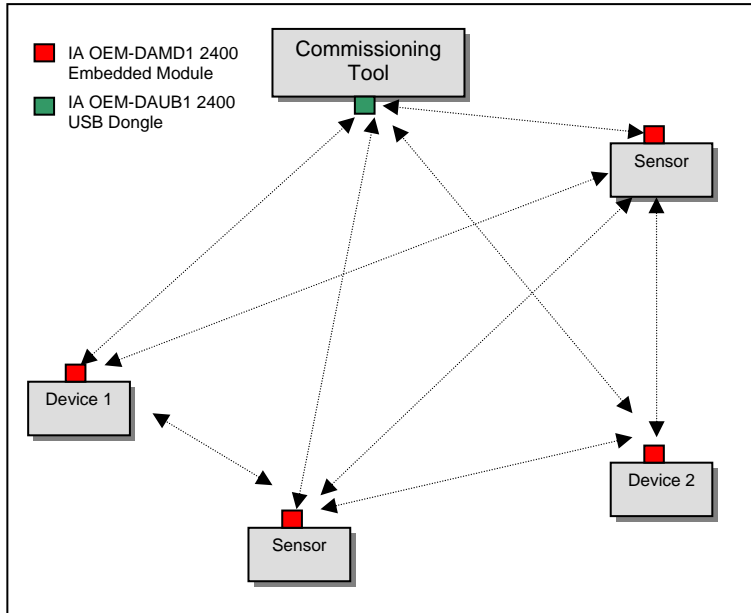 IA OEM-DAMD1 2400
Embedded Module
IA OEM-DAUB1 2400
USB Dongle
Commissioning
Tool
Sensor
Device 1
Device 2
Sensor